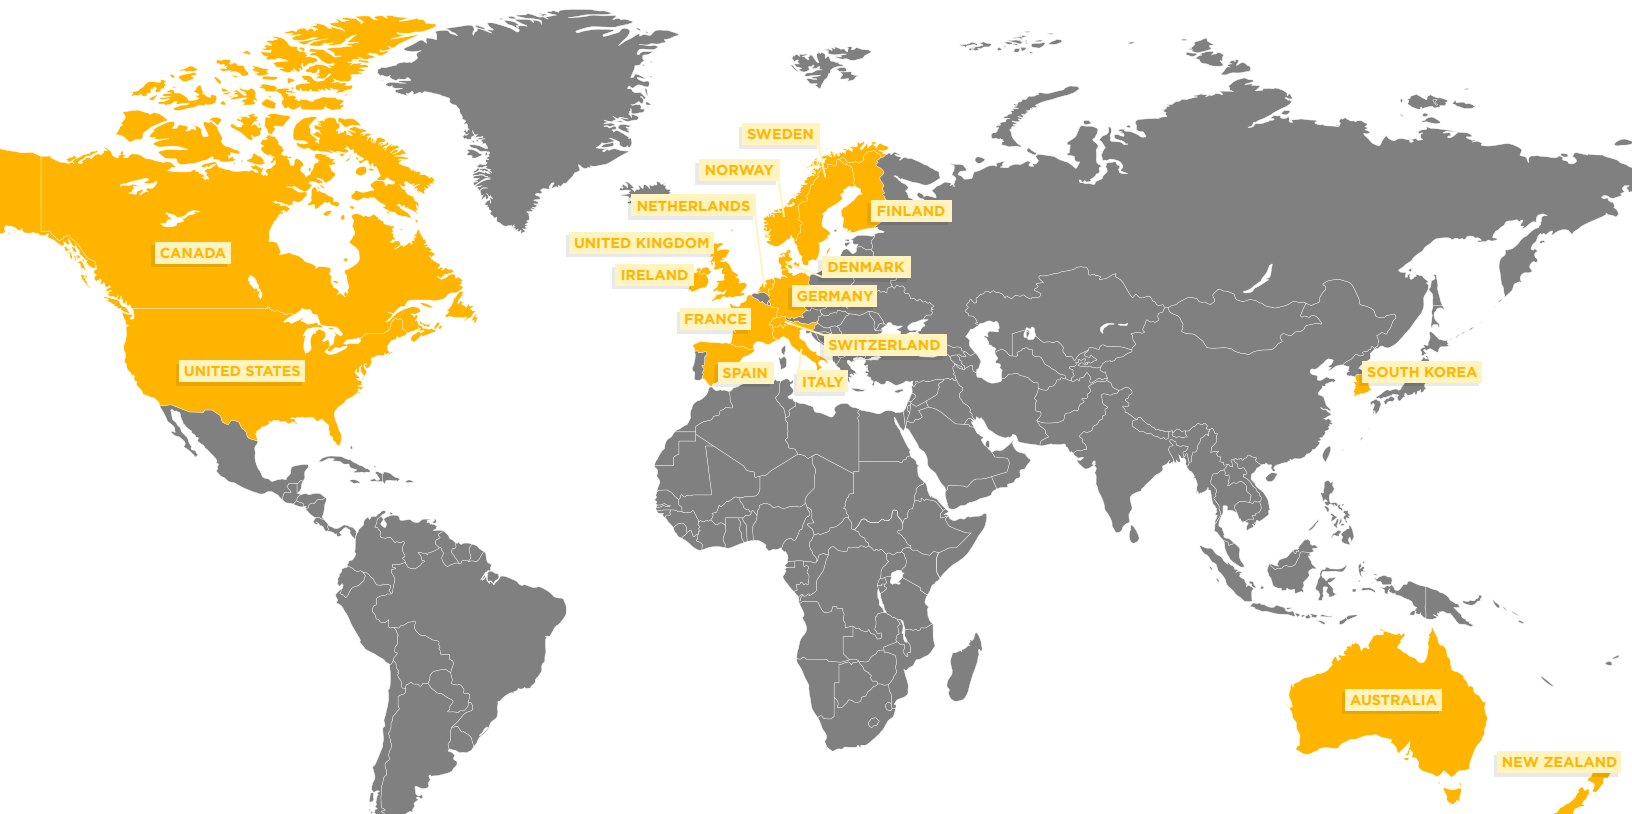 SWEDEN
NORWAY
NETHERLANDS
FINLAND
UNITED KINGDOM
CANADA
IRELAND
DENMARK
GERMANY
FRANCE
SWITZERLAND
UNITED STATES
SPAIN
ITALY
SOUTH KOREA
AUSTRALIA
NEW ZEALAND